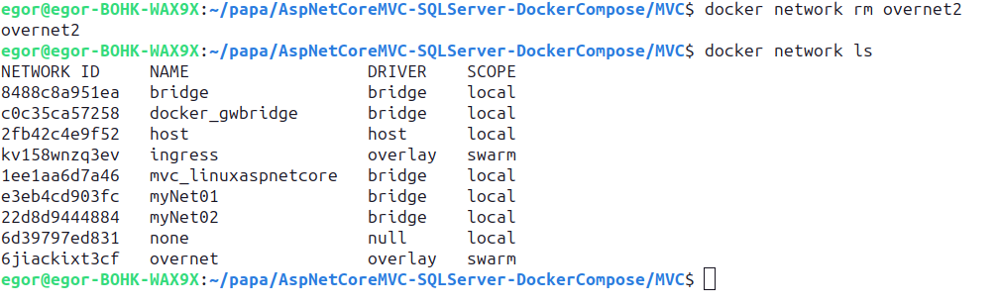 egor@egor-BOHK-WAX9X:~/papa/AspNetCoreMVC-SQLServer-DockerCompose/MVC$ docker network rm overnet2
overnet2
egor@egor-BOHK-WAX9X:~/papa/AspNetCoreMVC-SQLServer-DockerCompose/MVC$ docker network ls
NETWORK ID     NAME                DRIVER    SCOPE
8488c8a951ea   bridge              bridge    local
c0c35ca57258   docker_gwbridge     bridge    local
2fb42c4e9f52   host                host      local
kv158wnzq3ev   ingress             overlay   swarm
1ee1aa6d7a46   mvc_linuxaspnetcore   bridge    local
e3eb4cd903fc   myNet01             bridge    local
22d8d9444884   myNet02             bridge    local
6d39797ed831   none                null      local
6jiackixt3cf   overnet             overlay   swarm
egor@egor-BOHK-WAX9X:~/papa/AspNetCoreMVC-SQLServer-DockerCompose/MVC$